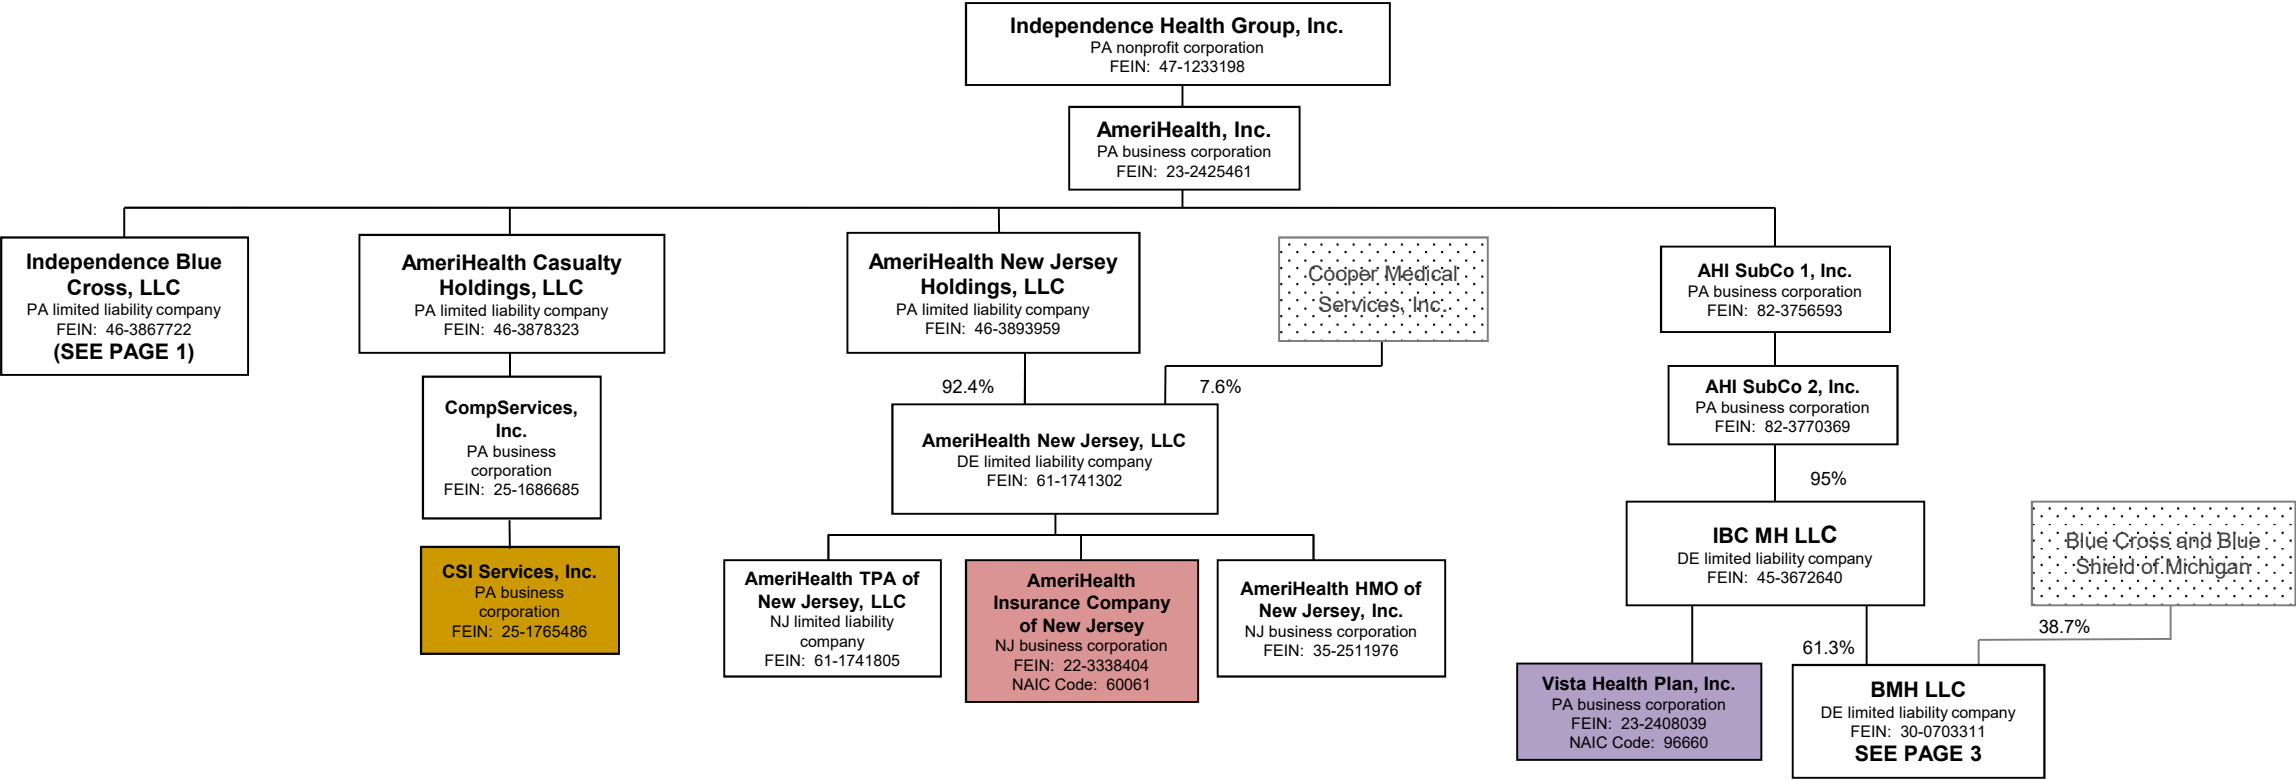 Independence Health Group, Inc.
PA nonprofit corporation
FEIN: 47-1233198
AmeriHealth, Inc.
PA business corporation
FEIN: 23-2425461
Independence Blue
Cross, LLC
PA limited liability company
FEIN: 46-3867722
(SEE PAGE 1)
AmeriHealth Casualty
Holdings, LLC
PA limited liability company
FEIN: 46-3878323
AmeriHealth New Jersey
Holdings, LLC
PA limited liability company
FEIN: 46-3893959
Cooper Medical
Services, Inc.
AHI SubCo 1, Inc.
PA business corporation
FEIN: 82-3756593
CompServices,
Inc.
PA business
corporation
FEIN: 25-1686685
92.4%
7.6%
AmeriHealth New Jersey, LLC
DE limited liability company
FEIN: 61-1741302
AHI SubCo 2, Inc.
PA business corporation
FEIN: 82-3770369
95%
IBC MH LLC
DE limited liability company
FEIN: 45-3672640
Blue Cross and Blue
Shield of Michigan
CSI Services, Inc.
PA business
corporation
FEIN: 25-1765486
AmeriHealth TPA of
New Jersey, LLC
NJ limited liability
company
FEIN: 61-1741805
AmeriHealth
Insurance Company
of New Jersey
NJ business corporation
FEIN: 22-3338404
NAIC Code: 60061
AmeriHealth HMO of
New Jersey, Inc.
NJ business corporation
FEIN: 35-2511976
61.3%
38.7%
Vista Health Plan, Inc.
PA business corporation
FEIN: 23-2408039
NAIC Code: 96660
BMH LLC
DE limited liability company
FEIN: 30-0703311
SEE PAGE 3